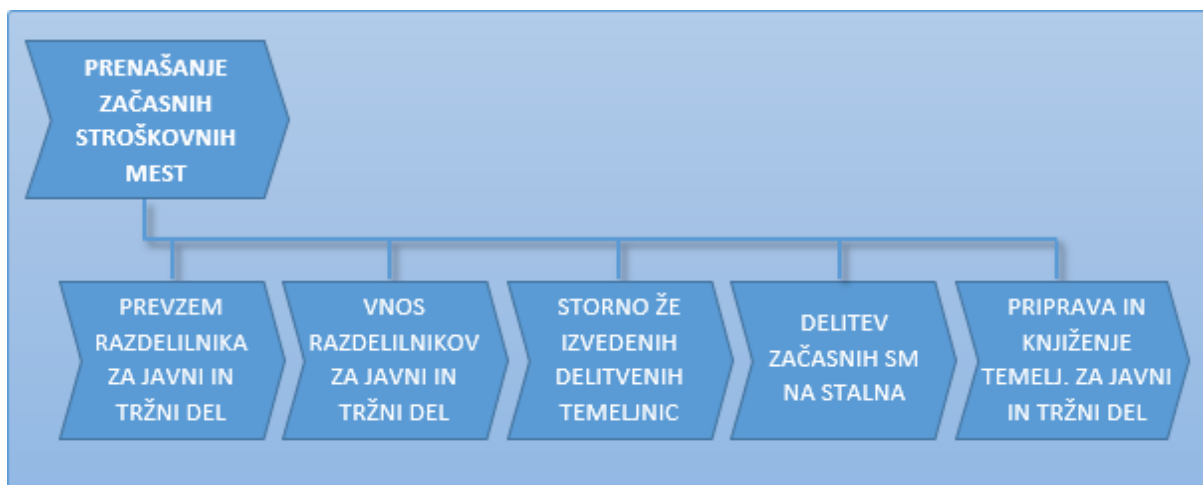 PRENAŠANJE
ZAČASNIH
STROŠKOVNIH
MEST
PREVZEM
RAZDELILNIKA
ZA JAVNI IN
TRŽNI DEL
VNOS
RAZDELILNIKOV
ZA JAVNI IN
TRŽNI DEL
STORNO ŽE
IZVEDENIH
DELITVENIH
TEMELJNIC
DELITEV
ZAČASNIH SM
NA STALNA
PRIPRAVA IN
KNJIŽENJE
TEMELJ. ZA JAVNI
IN TRŽNI DEL